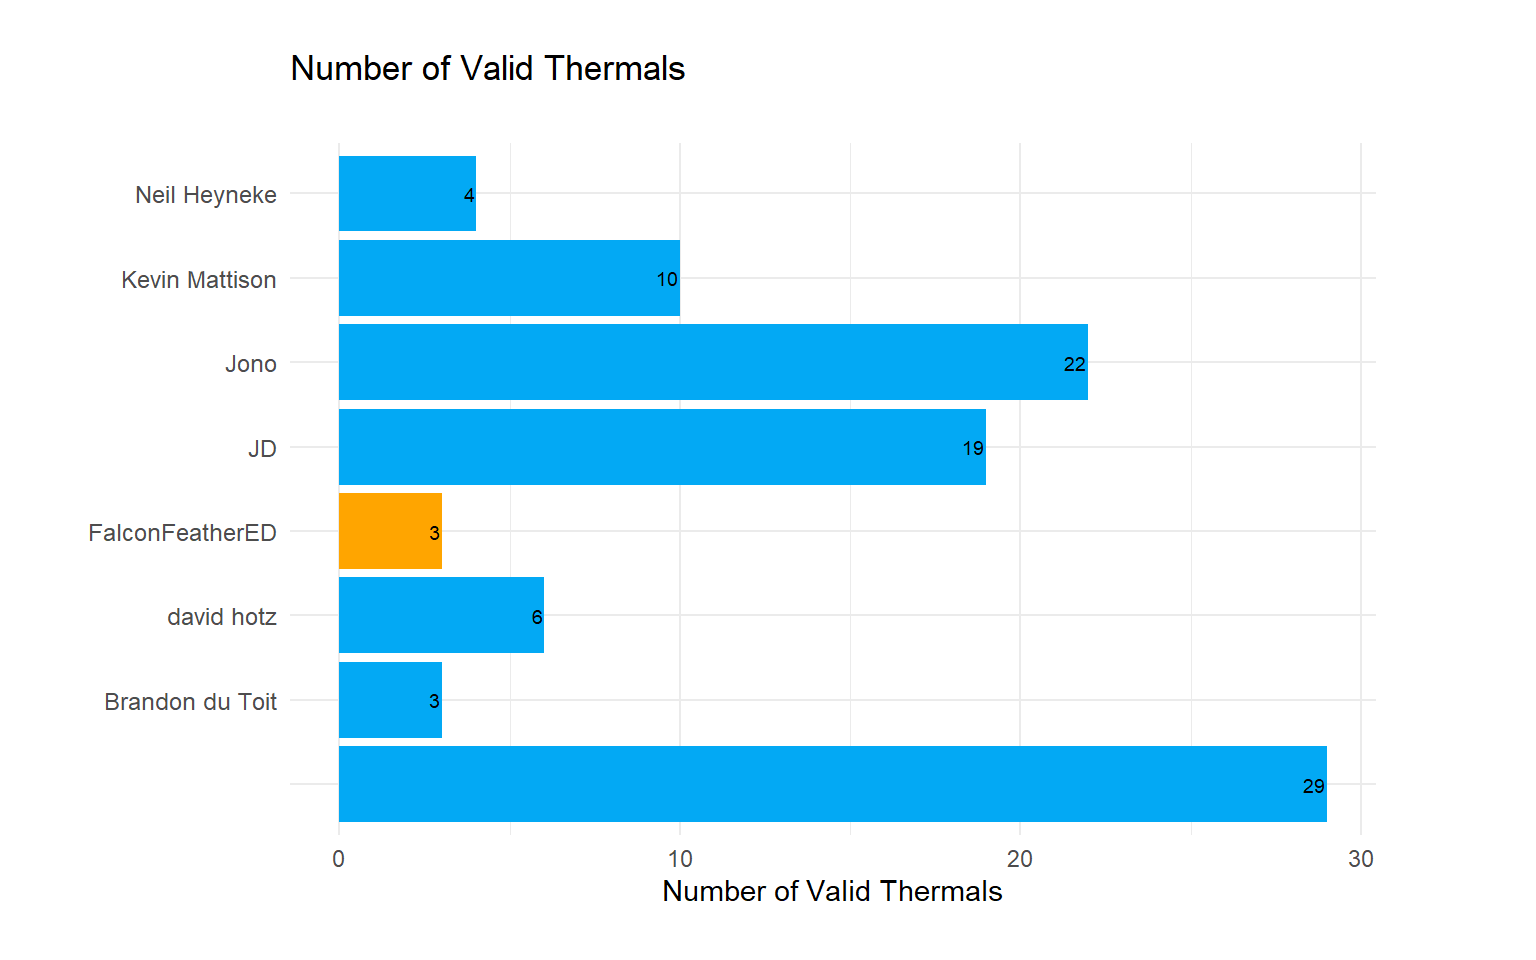 Number of Valid Thermals
Neil Heyneke
4
Kevin Mattison
10
Jono
22
JD
19
FalconFeatherED
3
david hotz
6
Brandon du Toit
3
29
0 10 20 30
Number of Valid Thermals